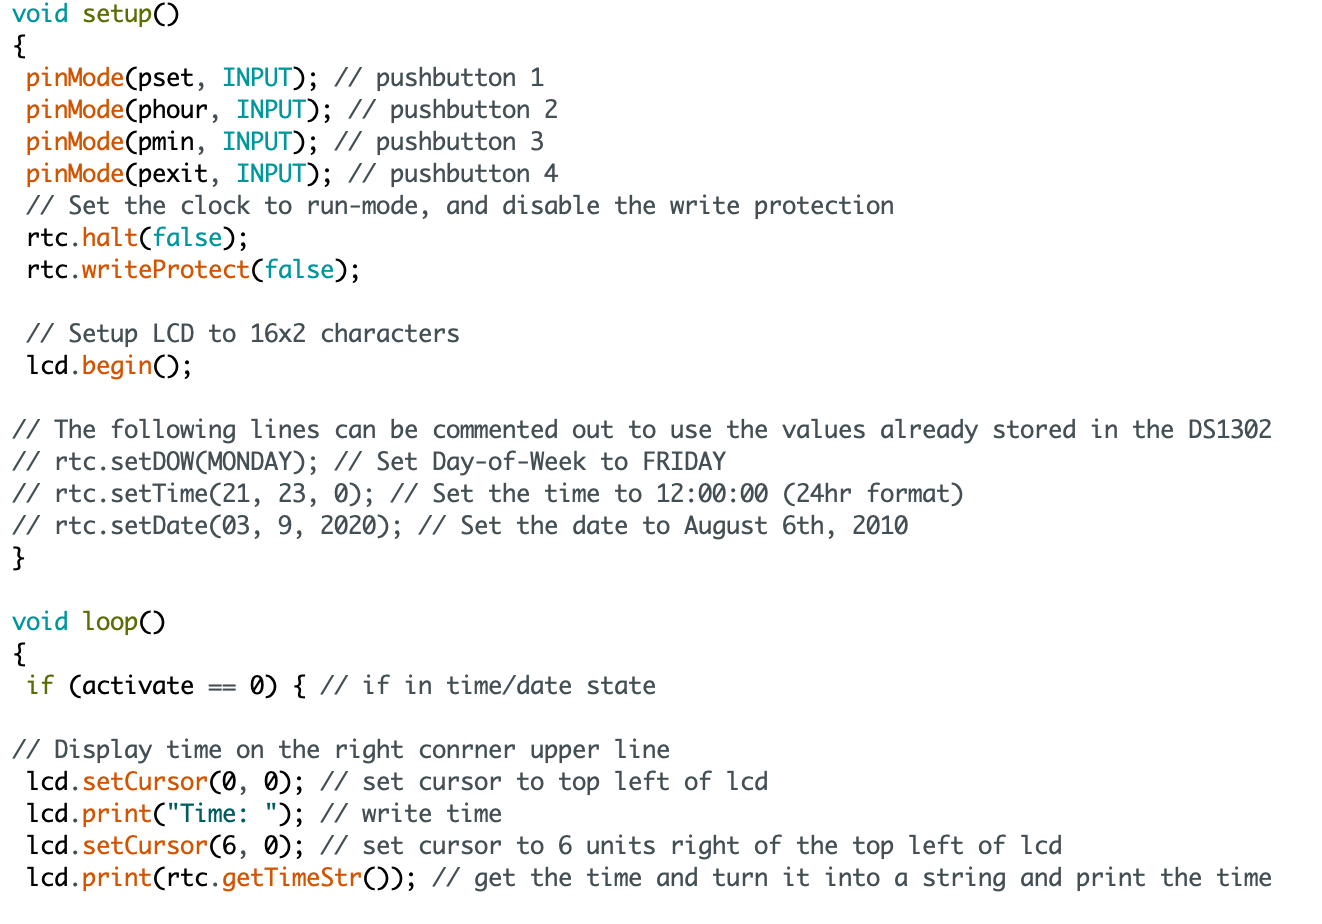 void setup()
{
pinMode(pset, INPUT); // pushbutton 1
pinMode(phour, INPUT); // pushbutton 2
pinMode(pmin, INPUT); // pushbutton 3
pinMode(pexit, INPUT); // pushbutton 4
// Set the clock to run-mode, and disable the write protection
rtc.halt(false);
rtc.writeProtect(false);
// Setup LCD to 16x2 characters
lcd.begin();
// The following lines can be commented out to use the values already stored in the DS1302
// rtc.setDOW(MONDAY); // Set Day-of-Week to FRIDAY
// rtc.setTime(21, 23, 0); // Set the time to 12:00:00 (24hr format)
// rtc.setDate(03, 9, 2020); // Set the date to August 6th, 2010
}
void loop()
{
if (activate == 0) { // if in time/date state
// Display time on the right conrner upper line
lcd.setCursor(0, 0); // set cursor to top left of lcd
lcd.print("Time: "); // write time
lcd.setCursor(6, 0); // set cursor to 6 units right of the top left of lcd
lcd.print(rtc.getTimeStr()); // get the time and turn it into a string and print the time